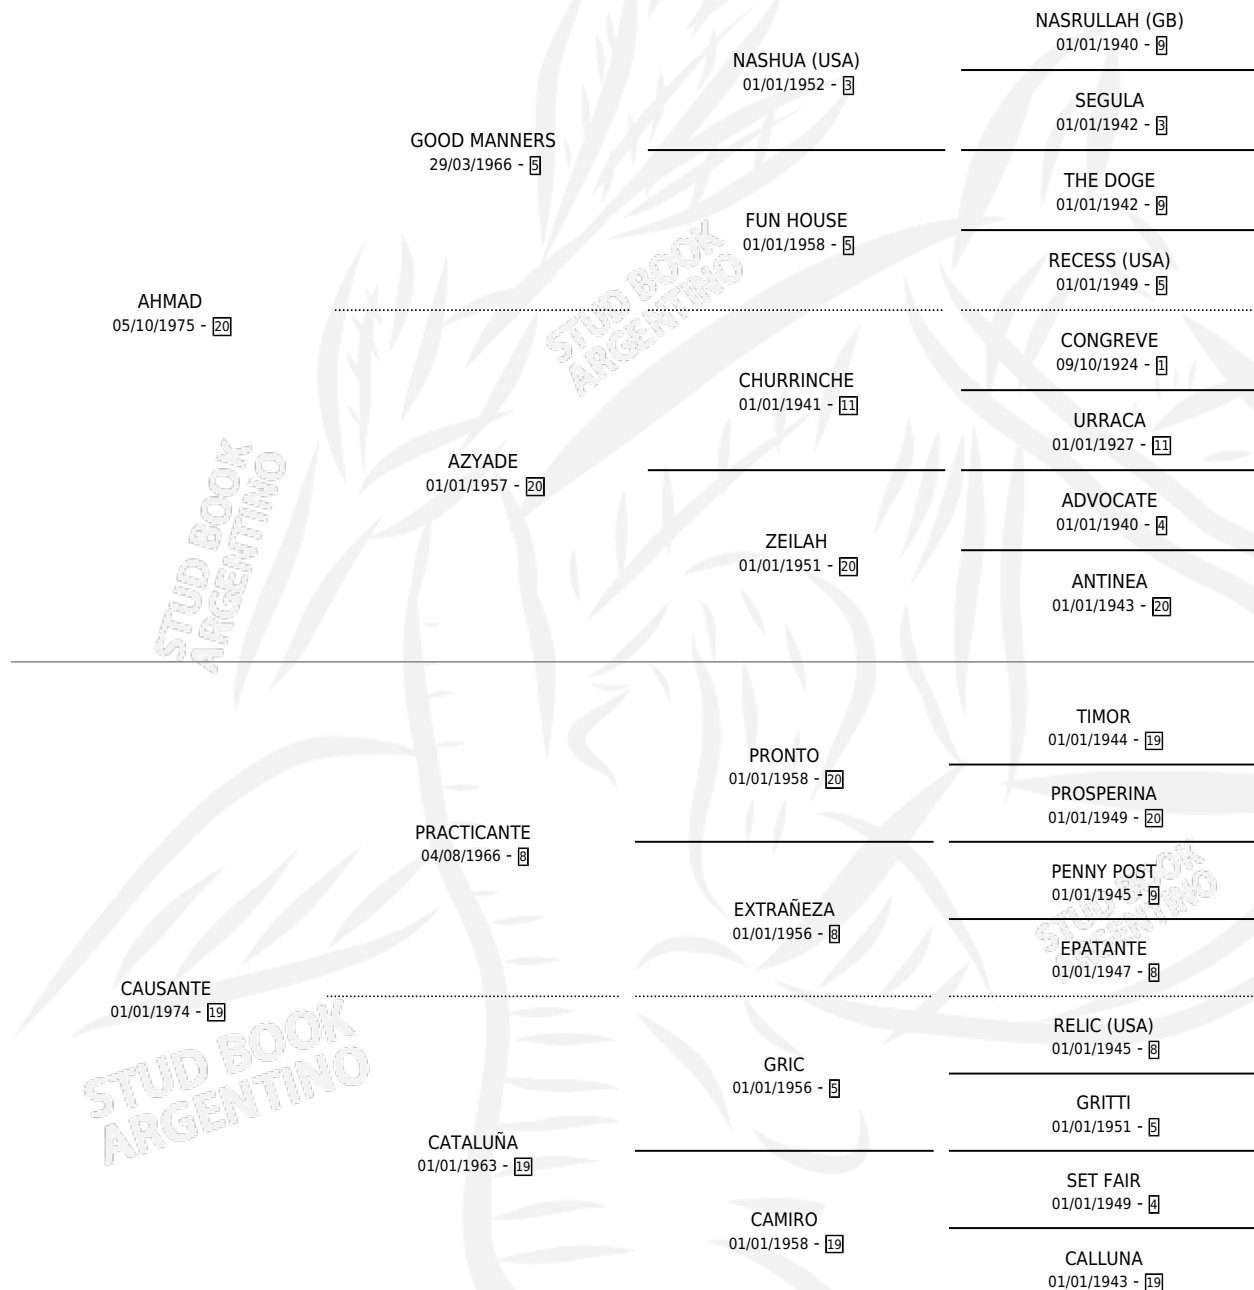 NASRULLAH (GB)
01/01/1940 - 9
NASHUA (USA)
01/01/1952 - 3
SEGULA
01/01/1942 - 3
GOOD MANNERS
29/03/1966 - 5
THE DOGE
01/01/1942 - 9
FUN HOUSE
01/01/1958 - 5
RECESS (USA)
01/01/1949 - 5
AHMAD
05/10/1975 - 20
CONGREVE
09/10/1924 - 1
CHURRINCHE
01/01/1941 - 11
URRACA
01/01/1927 - 11
AZYADE
01/01/1957 - 20
ADVOCATE
01/01/1940 - 4
ZEILAH
01/01/1951 - 20
ANTINEA
01/01/1943 - 20
TIMOR
01/01/1944 - 19
PRONTO
01/01/1958 - 20
PROSPERINA
01/01/1949 - 20
PRACTICANTE
04/08/1966 - 8
PENNY POST
01/01/1945 - 9
EXTRAÑEZA
01/01/1956 - 8
EPATANTE
01/01/1947 - 8
CAUSANTE
01/01/1974 - 19
RELIC (USA)
01/01/1945 - 8
GRIC
01/01/1956 - 5
GRITTI
01/01/1951 - 5
CATALUÑA
01/01/1963 - 19
SET FAIR
01/01/1949 - 4
CAMIRO
01/01/1958 - 19
CALLUNA
01/01/1943 - 19
STUD BOOK
ARGENTINO
STUD BOOK
ARGENTINO
STUD BOOK
ARGENTINO
STUD BOOK
ARGENTINO